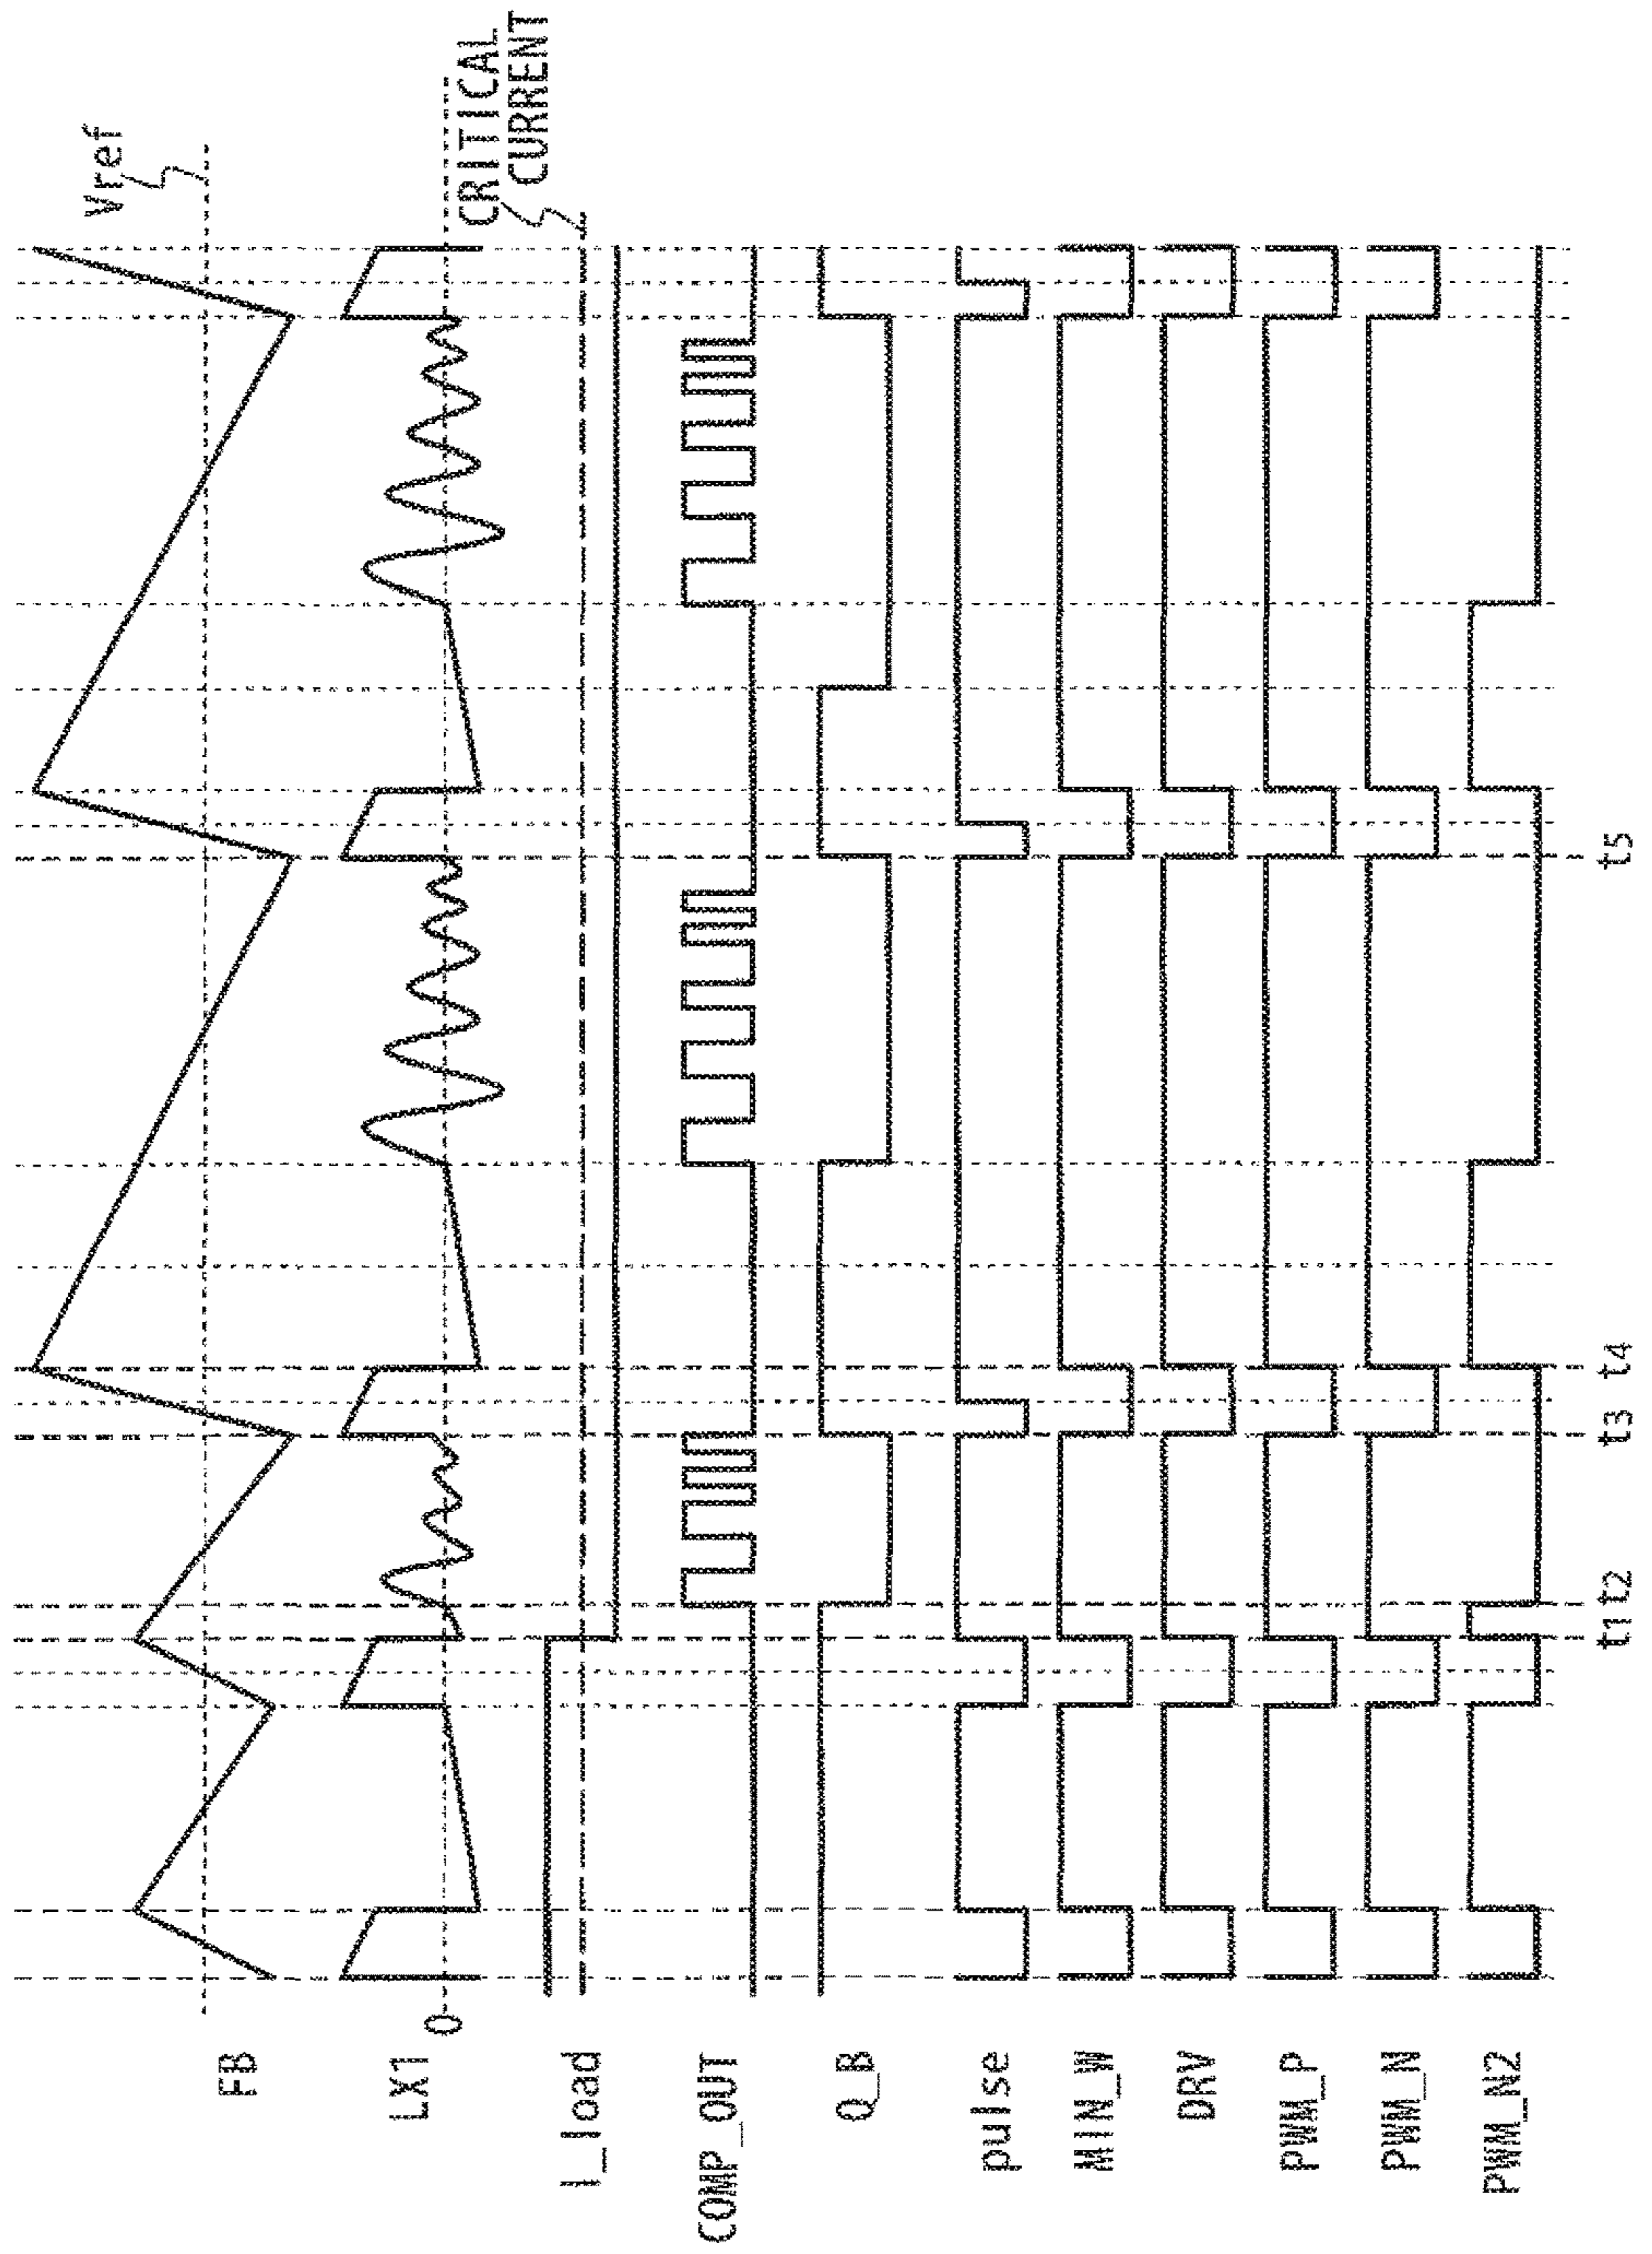 Vref
CRITICAL
CURRENT
FB
LX1
0
I_load
COMP_OUT
Q_B
pulse
MIN_W
DRV
PWM_P
PWM_N
PWM_N2
t1 t2 t3 t4 t5